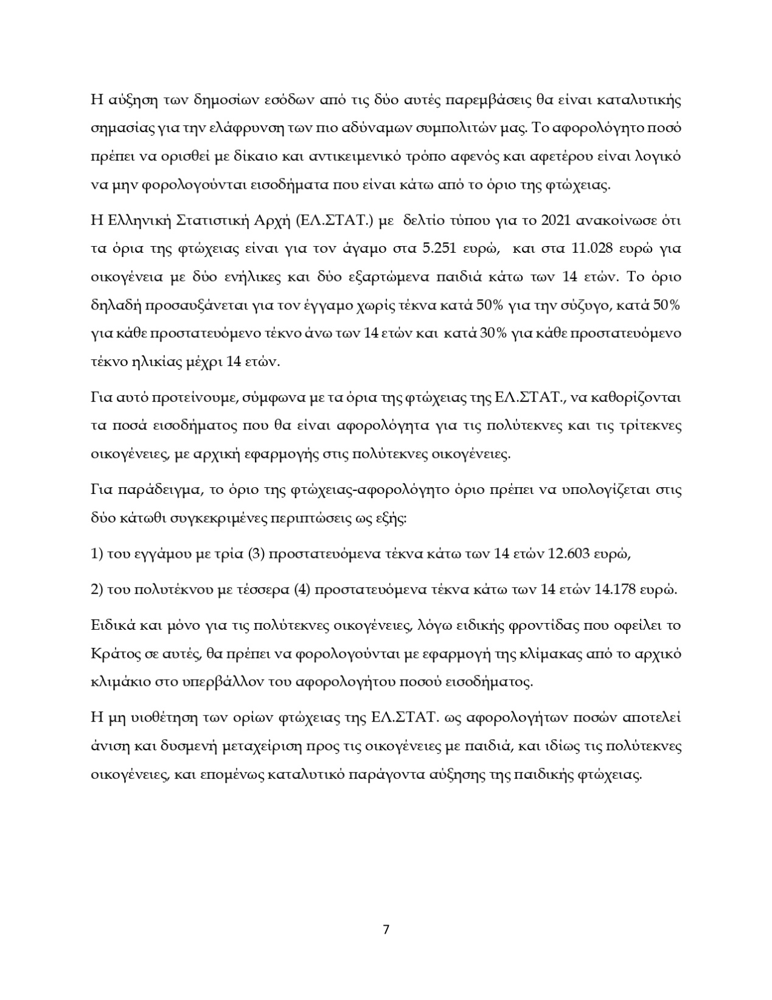 Η αύξηση των δημοσίων εσόδων από τις δύο αυτές παρεμβάσεις θα είναι καταλυτικής
σημασίας για την ελάφρυνση των πιο αδύναμων συμπολιτών μας. Το αφορολόγητο ποσό
πρέπει να ορισθεί με δίκαιο και αντικειμενικό τρόπο αφενός και αφετέρου είναι λογικό
να μην φορολογούνται εισοδήματα που είναι κάτω από το όριο της φτώχειας.
Η Ελληνική Στατιστική Αρχή (ΕΛ.ΣΤΑΤ.) με δελτίο τύπου για το 2021 ανακοίνωσε ότι
τα όρια της φτώχειας είναι για τον άγαμο στα 5.251 ευρώ, και στα 11.028 ευρώ για
οικογένεια με δύο ενήλικες και δύο εξαρτώμενα παιδιά κάτω των 14 ετών. Το όριο
δηλαδή προσαυξάνεται για τον έγγαμο χωρίς τέκνα κατά 50% για την σύζυγο, κατά 50%
για κάθε προστατευόμενο τέκνο άνω των 14 ετών και κατά 30% για κάθε προστατευόμενο
τέκνο ηλικίας μέχρι 14 ετών.
Για αυτό προτείνουμε, σύμφωνα με τα όρια της φτώχειας της ΕΛ.ΣΤΑΤ., να καθορίζονται
τα ποσά εισοδήματος που θα είναι αφορολόγητα για τις πολύτεκνες και τις τρίτεκνες
οικογένειες, με αρχική εφαρμογής στις πολύτεκνες οικογένειες.
Για παράδειγμα, το όριο της φτώχειας-αφορολόγητο όριο πρέπει να υπολογίζεται στις
δύο κάτωθι συγκεκριμένες περιπτώσεις ως εξής:
1) του εγγάμου με τρία (3) προστατευόμενα τέκνα κάτω των 14 ετών 12.603 ευρώ,
2) του πολυτέκνου με τέσσερα (4) προστατευόμενα τέκνα κάτω των 14 ετών 14.178 ευρώ.
Ειδικά και μόνο για τις πολύτεκνες οικογένειες, λόγω ειδικής φροντίδας που οφείλει το
Κράτος σε αυτές, θα πρέπει να φορολογούνται με εφαρμογή της κλίμακας από το αρχικό
κλιμάκιο στο υπερβάλλον του αφορολογήτου ποσού εισοδήματος.
Η μη υιοθέτηση των ορίων φτώχειας της ΕΛ.ΣΤΑΤ. ως αφορολογήτων ποσών αποτελεί
άνιση και δυσμενή μεταχείριση προς τις οικογένειες με παιδιά, και ιδίως τις πολύτεκνες
οικογένειες, και επομένως καταλυτικό παράγοντα αύξησης της παιδικής φτώχειας.
7